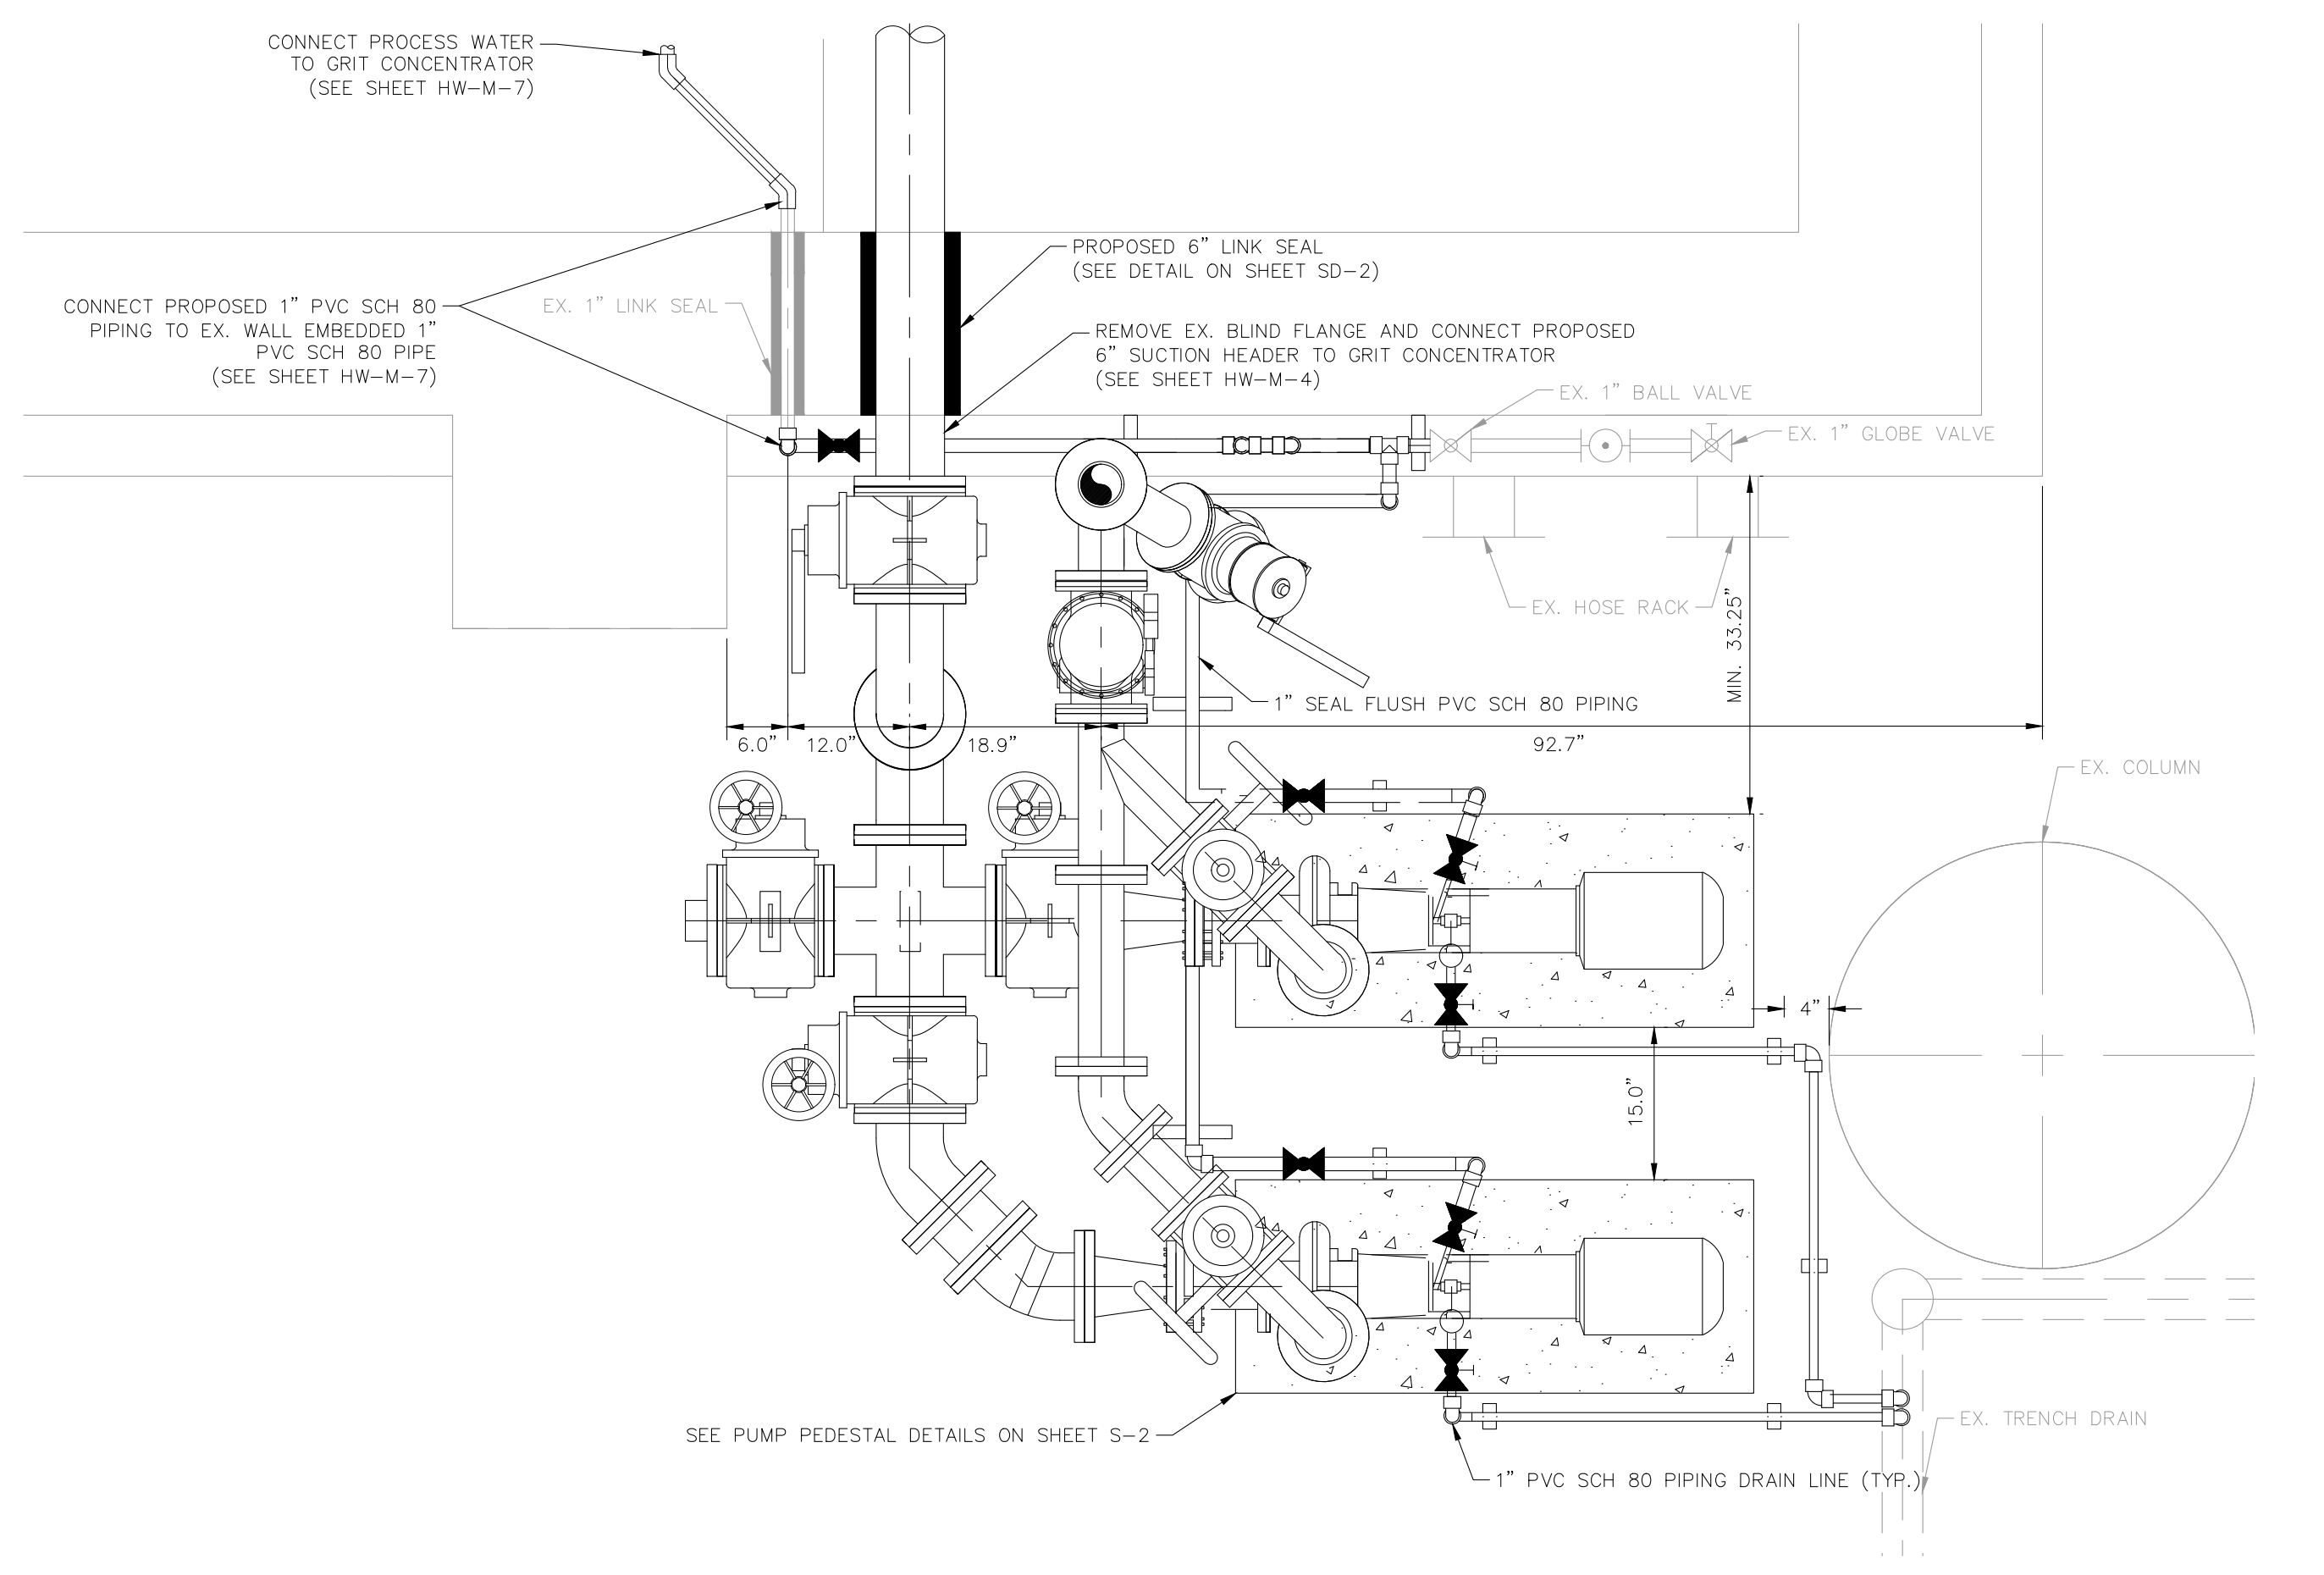 CONNECT PROCESS WATER
TO GRIT CONCENTRATOR
(SEE SHEET HW-M-7)
PROPOSED 6" LINK SEAL
(SEE DETAIL ON SHEET SD-2)
CONNECT PROPOSED 1" PVC SCH 80
PIPING TO EX. WALL EMBEDDED 1"
PVC SCH 80 PIPE
(SEE SHEET HW-M-7)
EX. 1" LINK SEAL
REMOVE EX. BLIND FLANGE AND CONNECT PROPOSED
6" SUCTION HEADER TO GRIT CONCENTRATOR
(SEE SHEET HW-M-4)
EX. 1" BALL VALVE
EX. 1" GLOBE VALVE
EX. HOSE RACK
MIN. 33.25"
1" SEAL FLUSH PVC SCH 80 PIPING
6.0"
12.0"
18.9"
92.7"
EX. COLUMN
4"
15.0"
SEE PUMP PEDESTAL DETAILS ON SHEET S-2
EX. TRENCH DRAIN
1" PVC SCH 80 PIPING DRAIN LINE (TYP.)